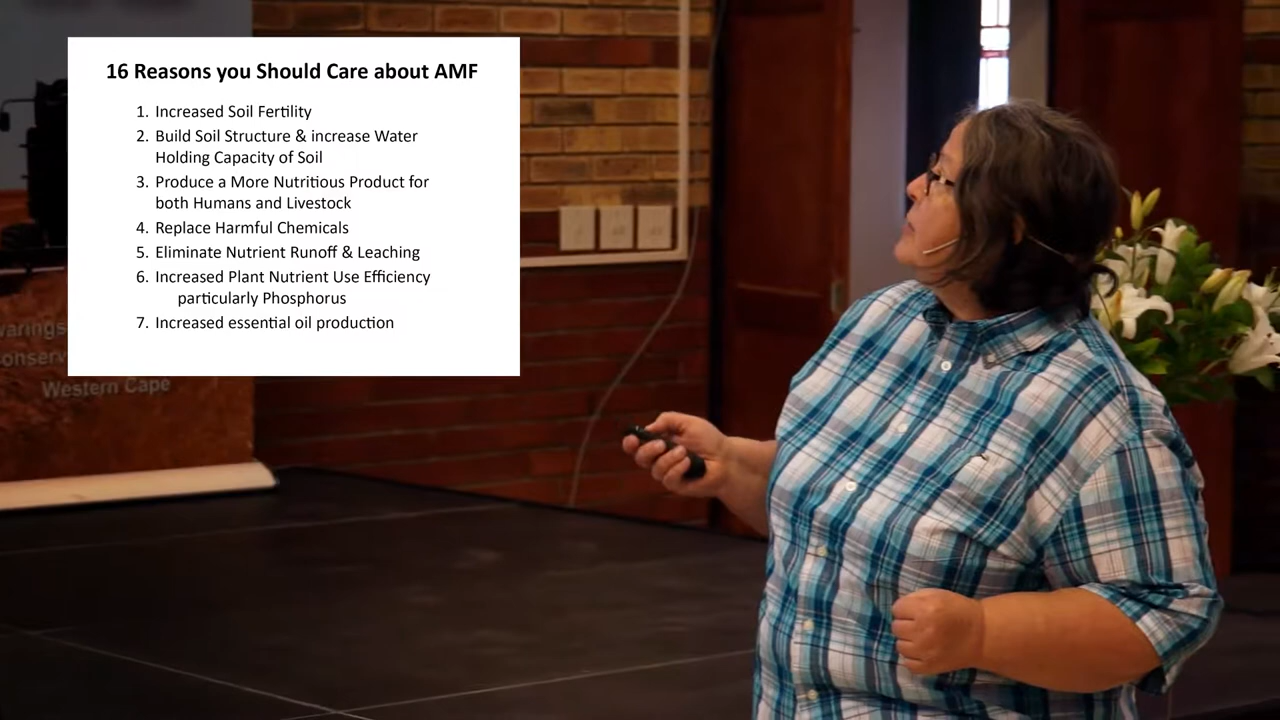 16 Reasons you Should Care about AMF
1. Increased Soil Fertility
2. Build Soil Structure & increase Water
Holding Capacity of Soil
3. Produce a More Nutritious Product for
both Humans and Livestock
4. Replace Harmful Chemicals
5. Eliminate Nutrient Runoff & Leaching
6. Increased Plant Nutrient Use Efficiency
particularly Phosphorus
7. Increased essential oil production
Western Cape